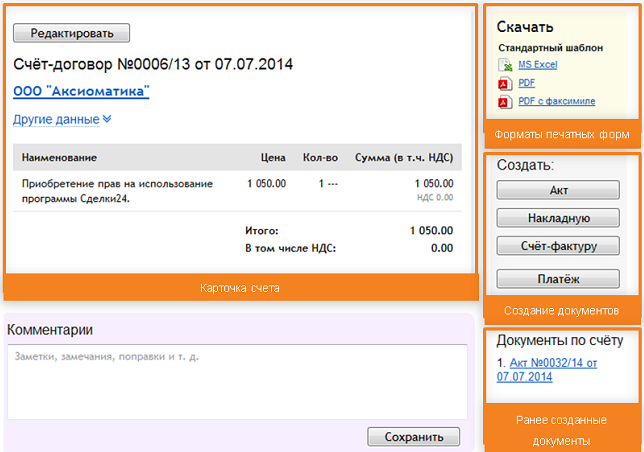 Редактировать
Счёт-договор №0006/13 от 07.07.2014
ООО "Аксиоматика"
Другие данные
Наименование Цена Кол-во Сумма (в т.ч. НДС)
Приобретение прав на использование 1 050.00 1 --- 1 050.00
программы Сделки24. НДС 0.00
Итого: 1 050.00
В том числе НДС: 0.00
Карточка счета
Комментарии
Заметки, замечания, поправки и т. д.
Сохранить
Скачать
Стандартный шаблон
MS Excel
PDF
PDF с факсимиле
Форматы печатных форм
Создать:
Акт
Накладную
Счёт-фактуру
Платёж
Создание документов
Документы по счёту
1. Акт №0032/14 от
07.07.2014
Ранее созданные
документы